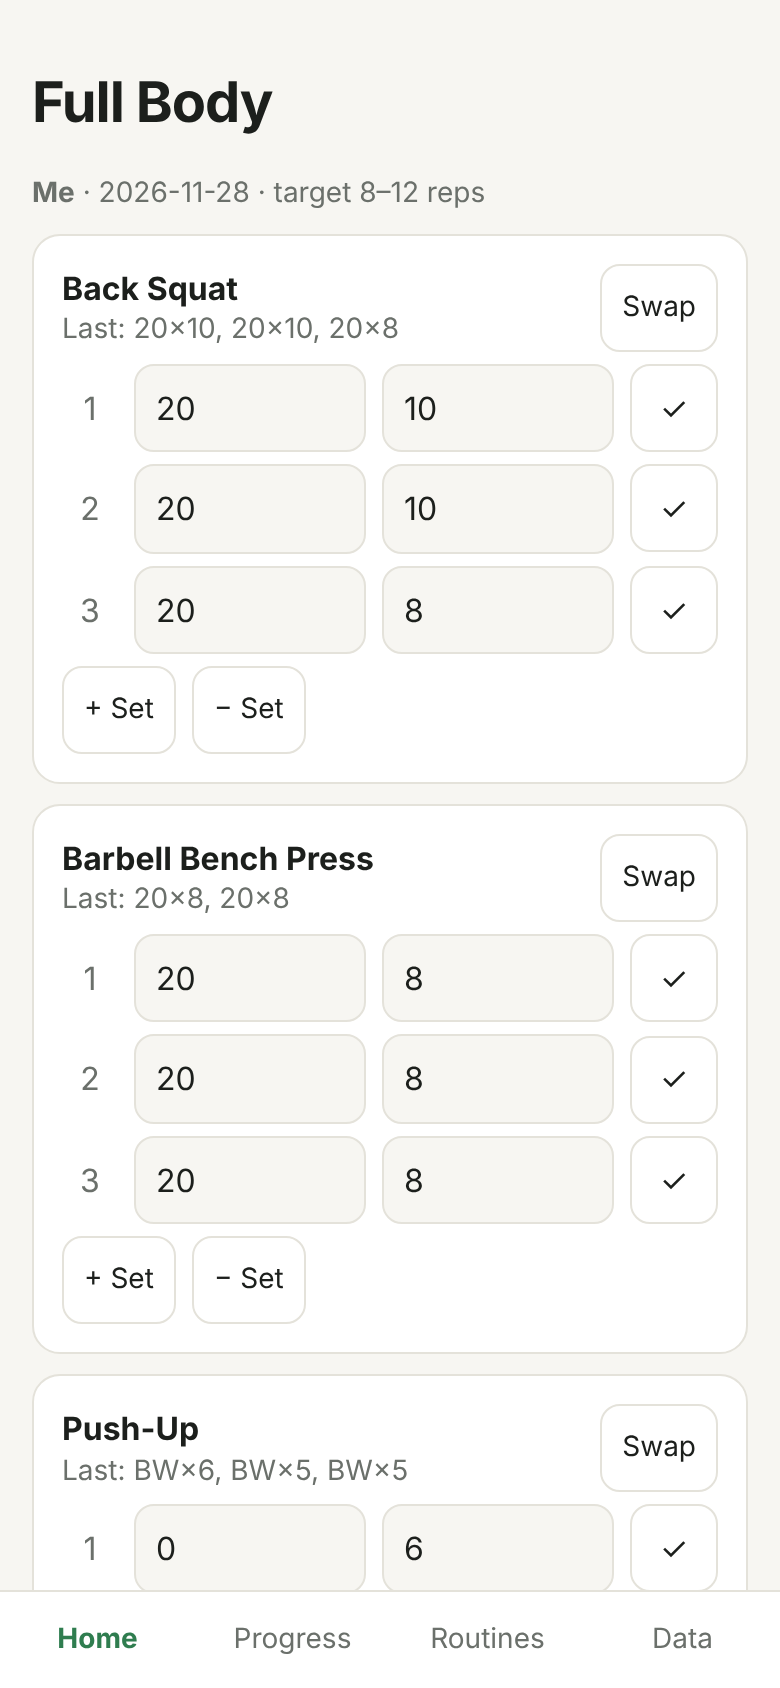 Full Body
Me · 2026-11-28 · target 8–12 reps
Back Squat
Swap
Last: 20×10, 20×10, 20×8
1 20 10 ✓
2 20 10 ✓
3 20 8 ✓
+ Set − Set
Barbell Bench Press
Swap
Last: 20×8, 20×8
1 20 8 ✓
2 20 8 ✓
3 20 8 ✓
+ Set − Set
Push-Up
Swap
Last: BW×6, BW×5, BW×5
1 0 6 ✓
Home Progress Routines Data